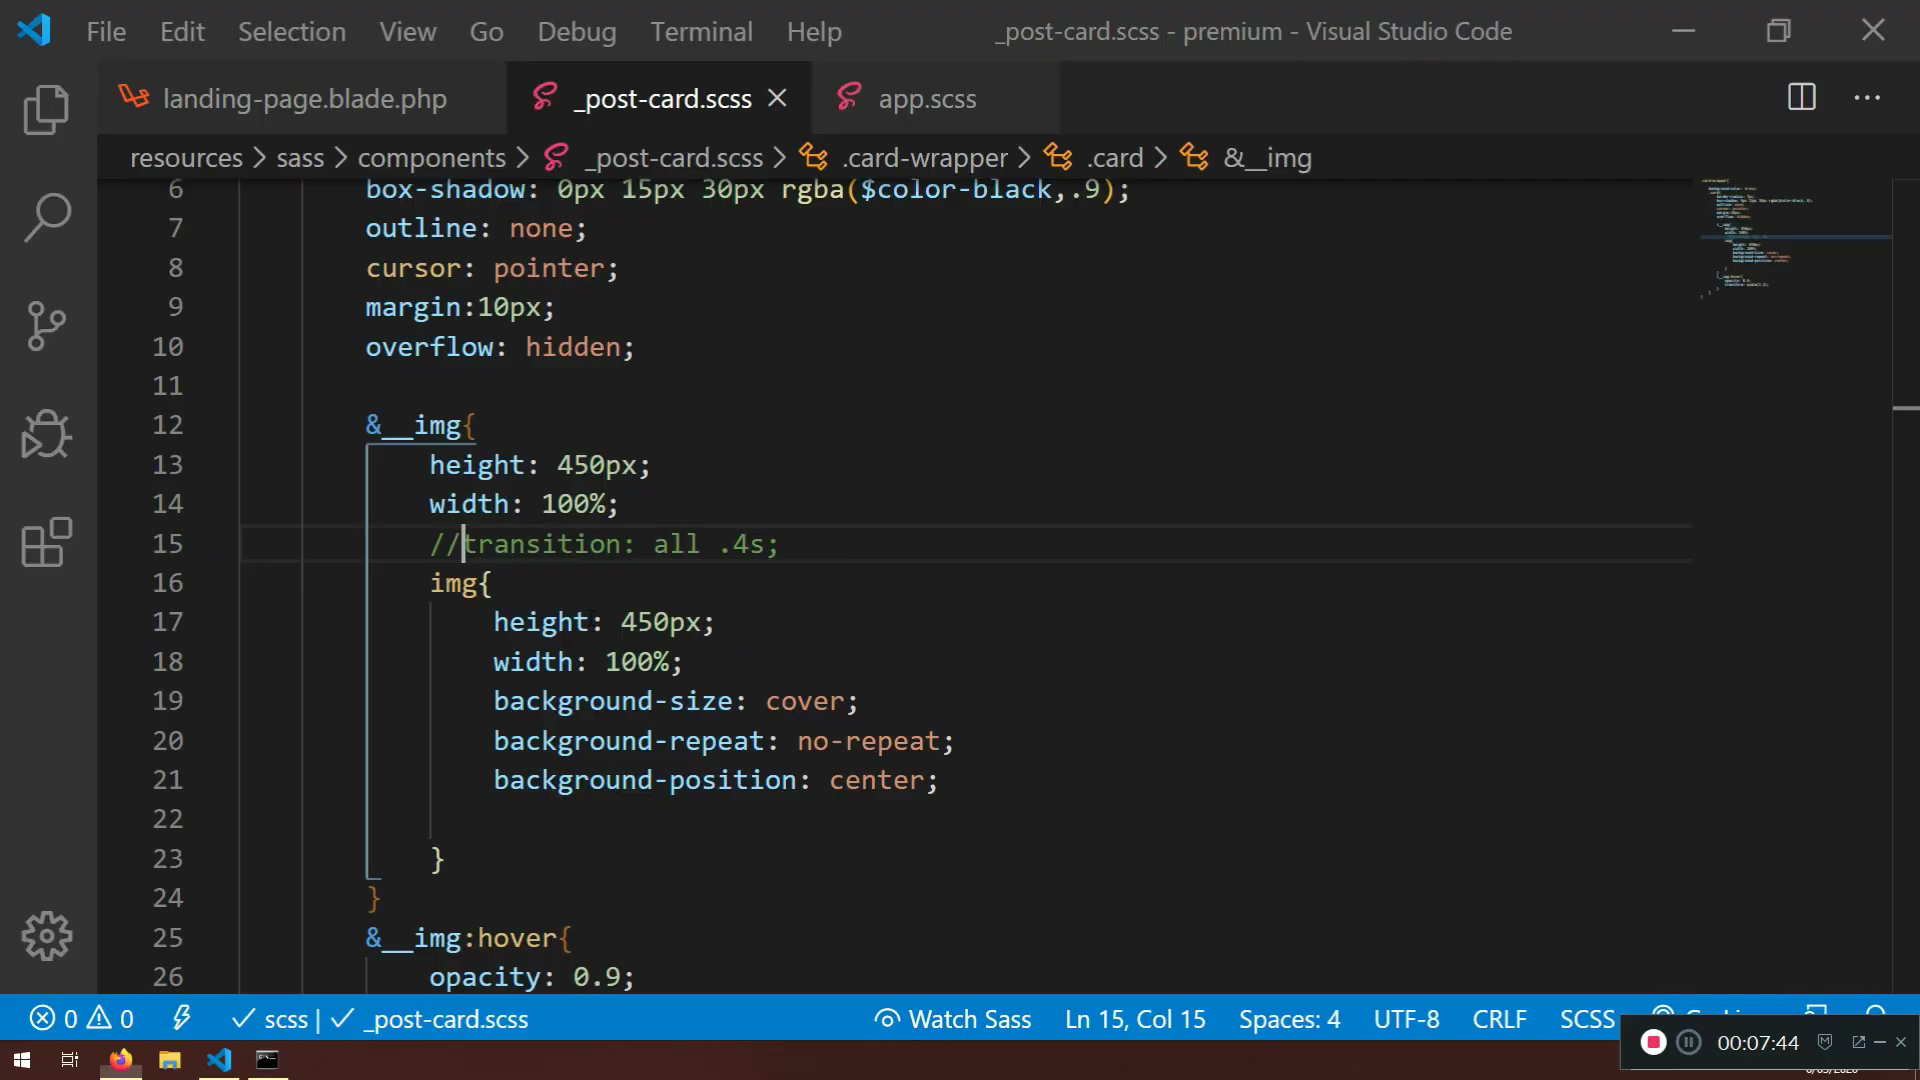 File Edit Selection View Go Debug Terminal Help _post-card.scss - premium - Visual Studio Code
landing-page.blade.php _post-card.scss app.scss
resources > sass > components > _post-card.scss > .card-wrapper > .card > &__img
6 box-shadow: 0px 15px 30px rgba($color-black,.9);
7 outline: none;
8 cursor: pointer;
9 margin:10px;
10 overflow: hidden;
11
12 &__img{
13 height: 450px;
14 width: 100%;
15 //transition: all .4s;
16 img{
17 height: 450px;
18 width: 100%;
19 background-size: cover;
20 background-repeat: no-repeat;
21 background-position: center;
22
23 }
24 }
25 &__img:hover{
26 opacity: 0.9;
0 0 scss | _post-card.scss Watch Sass Ln 15, Col 15 Spaces: 4 UTF-8 CRLF SCSS
00:07:44